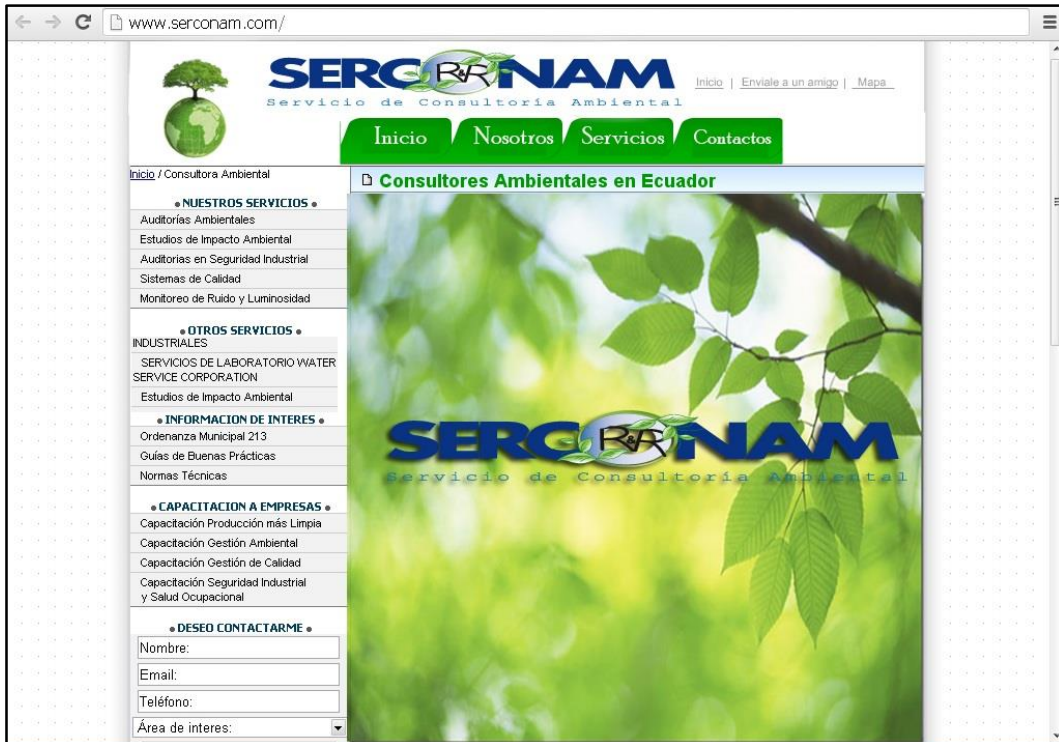 www.serconam.com/
SERCONAM
R&R
Servicio de Consultoría Ambiental
Inicio | Enviale a un amigo | Mapa
Inicio Nosotros Servicios Contactos
Inicio / Consultora Ambiental
Consultores Ambientales en Ecuador
• NUESTROS SERVICIOS •
Auditorías Ambientales
Estudios de Impacto Ambiental
Auditorias en Seguridad Industrial
Sistemas de Calidad
Monitoreo de Ruido y Luminosidad
• OTROS SERVICIOS •
INDUSTRIALES
SERVICIOS DE LABORATORIO WATER
SERVICE CORPORATION
Estudios de Impacto Ambiental
• INFORMACION DE INTERES •
Ordenanza Municipal 213
Guías de Buenas Prácticas
Normas Técnicas
• CAPACITACION A EMPRESAS •
Capacitación Producción más Limpia
Capacitación Gestión Ambiental
Capacitación Gestión de Calidad
Capacitación Seguridad Industrial
y Salud Ocupacional
• DESEO CONTACTARME •
Nombre:
Email:
Teléfono:
Área de interes:
SERCONAM
R&R
Servicio de Consultoría Ambiental